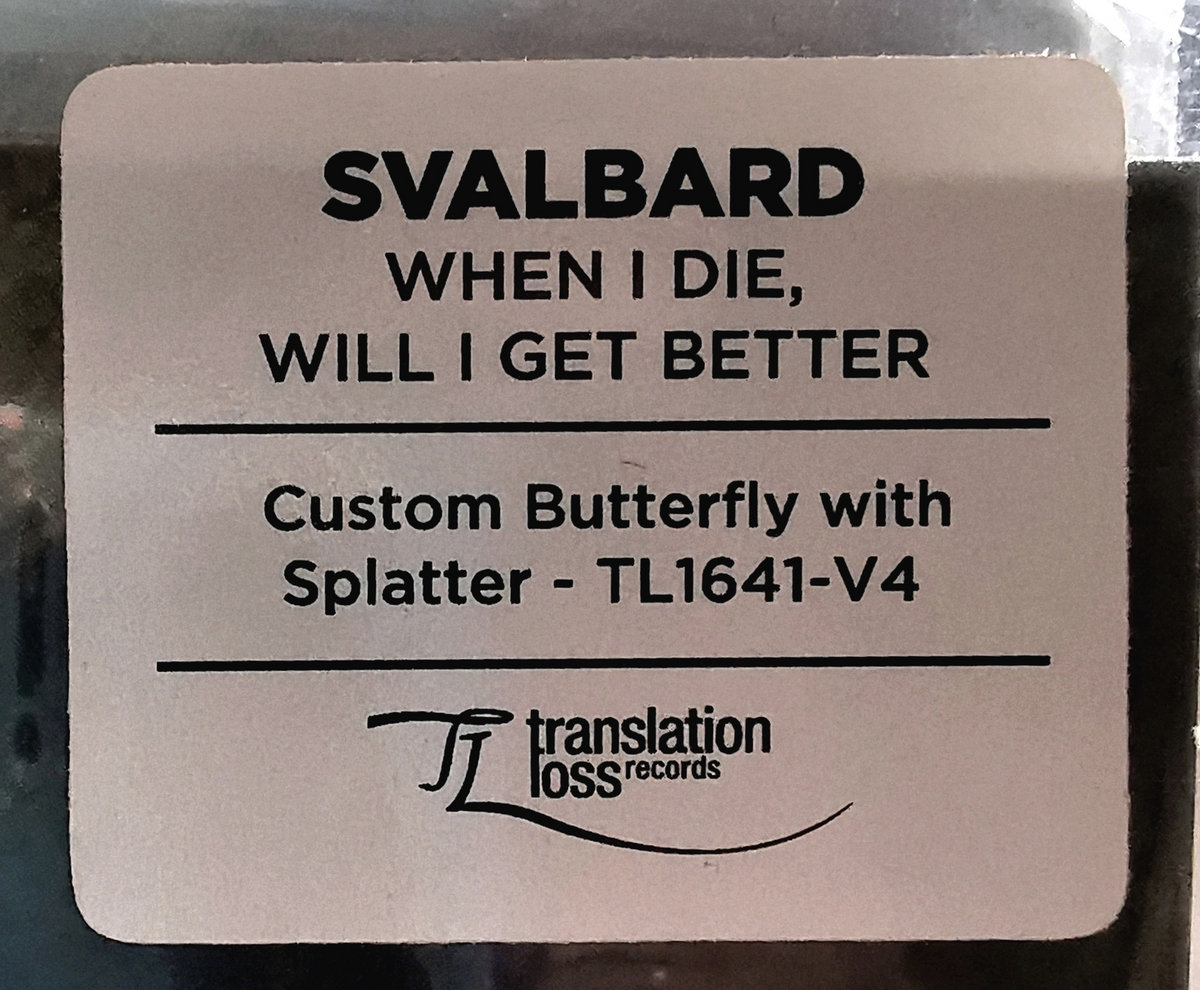 SVALBARD
WHEN I DIE,
WILL I GET BETTER
Custom Butterfly with
Splatter - TL1641-V4
TL translation
loss records